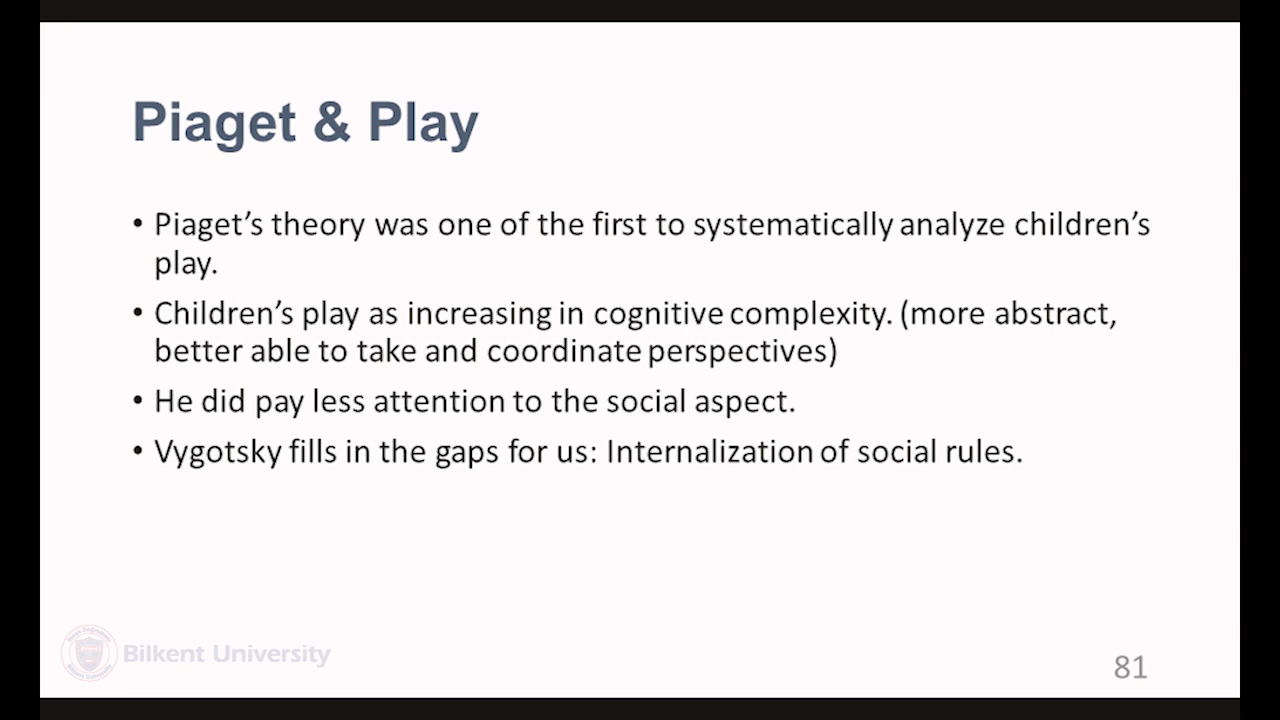 Piaget & Play
• Piaget’s theory was one of the first to systematically analyze children’s
play.
• Children’s play as increasing in cognitive complexity. (more abstract,
better able to take and coordinate perspectives)
• He did pay less attention to the social aspect.
• Vygotsky fills in the gaps for us: Internalization of social rules.
Bilkent University
81